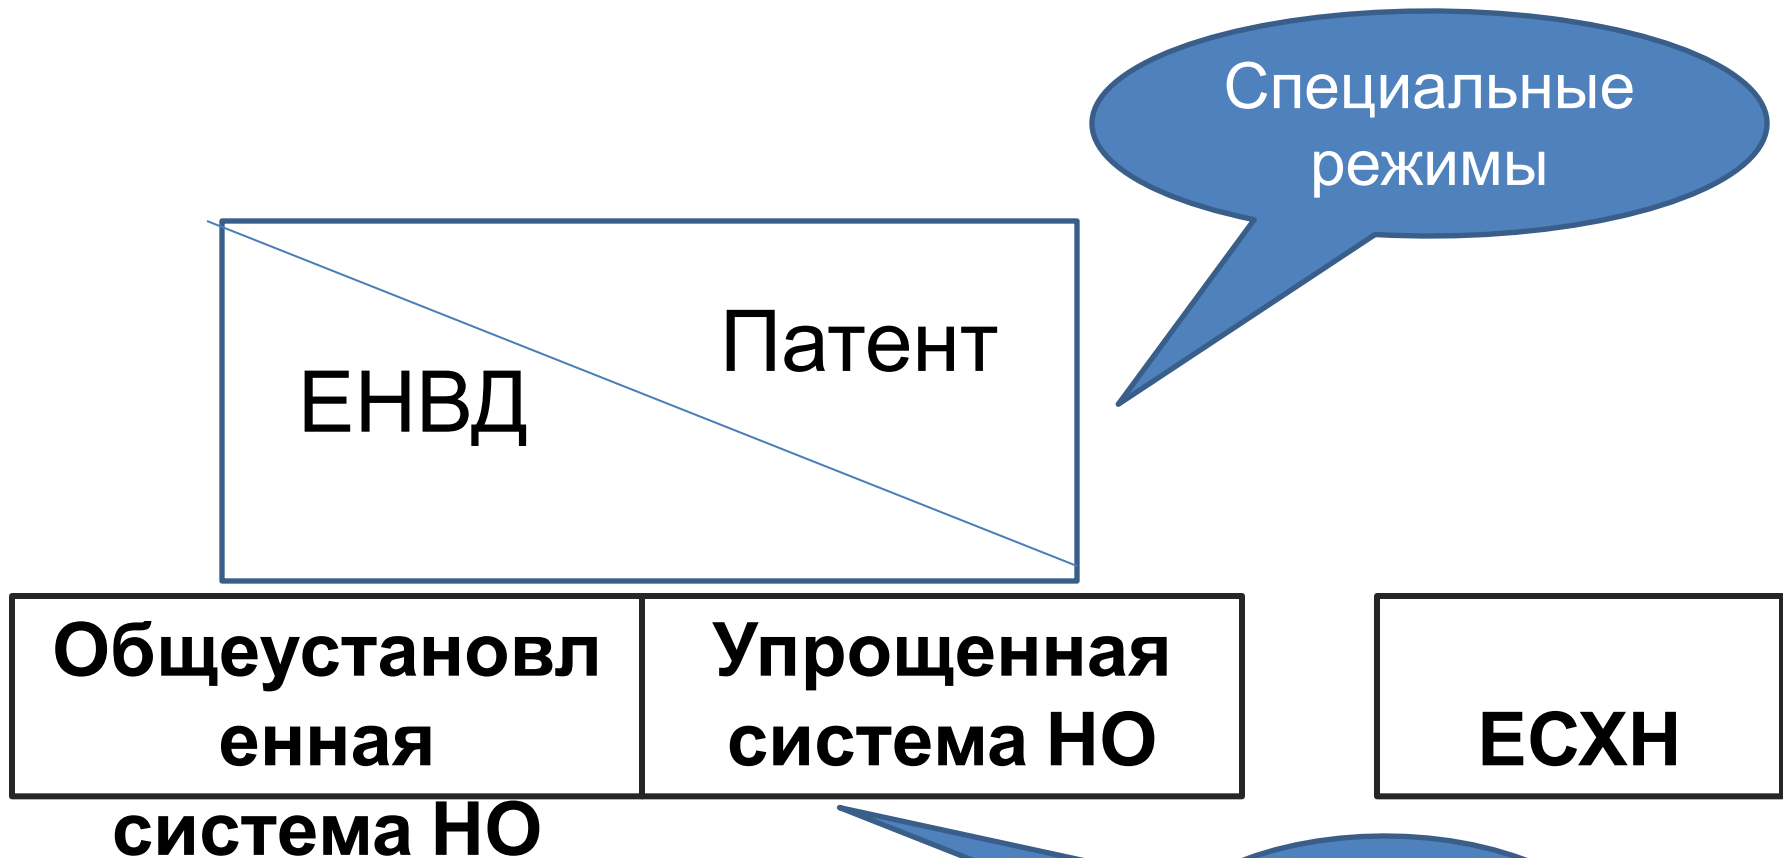 Специальные
режимы
Патент
ЕНВД
Общеустановл
енная
система НО
Упрощенная
система НО
ЕСХН